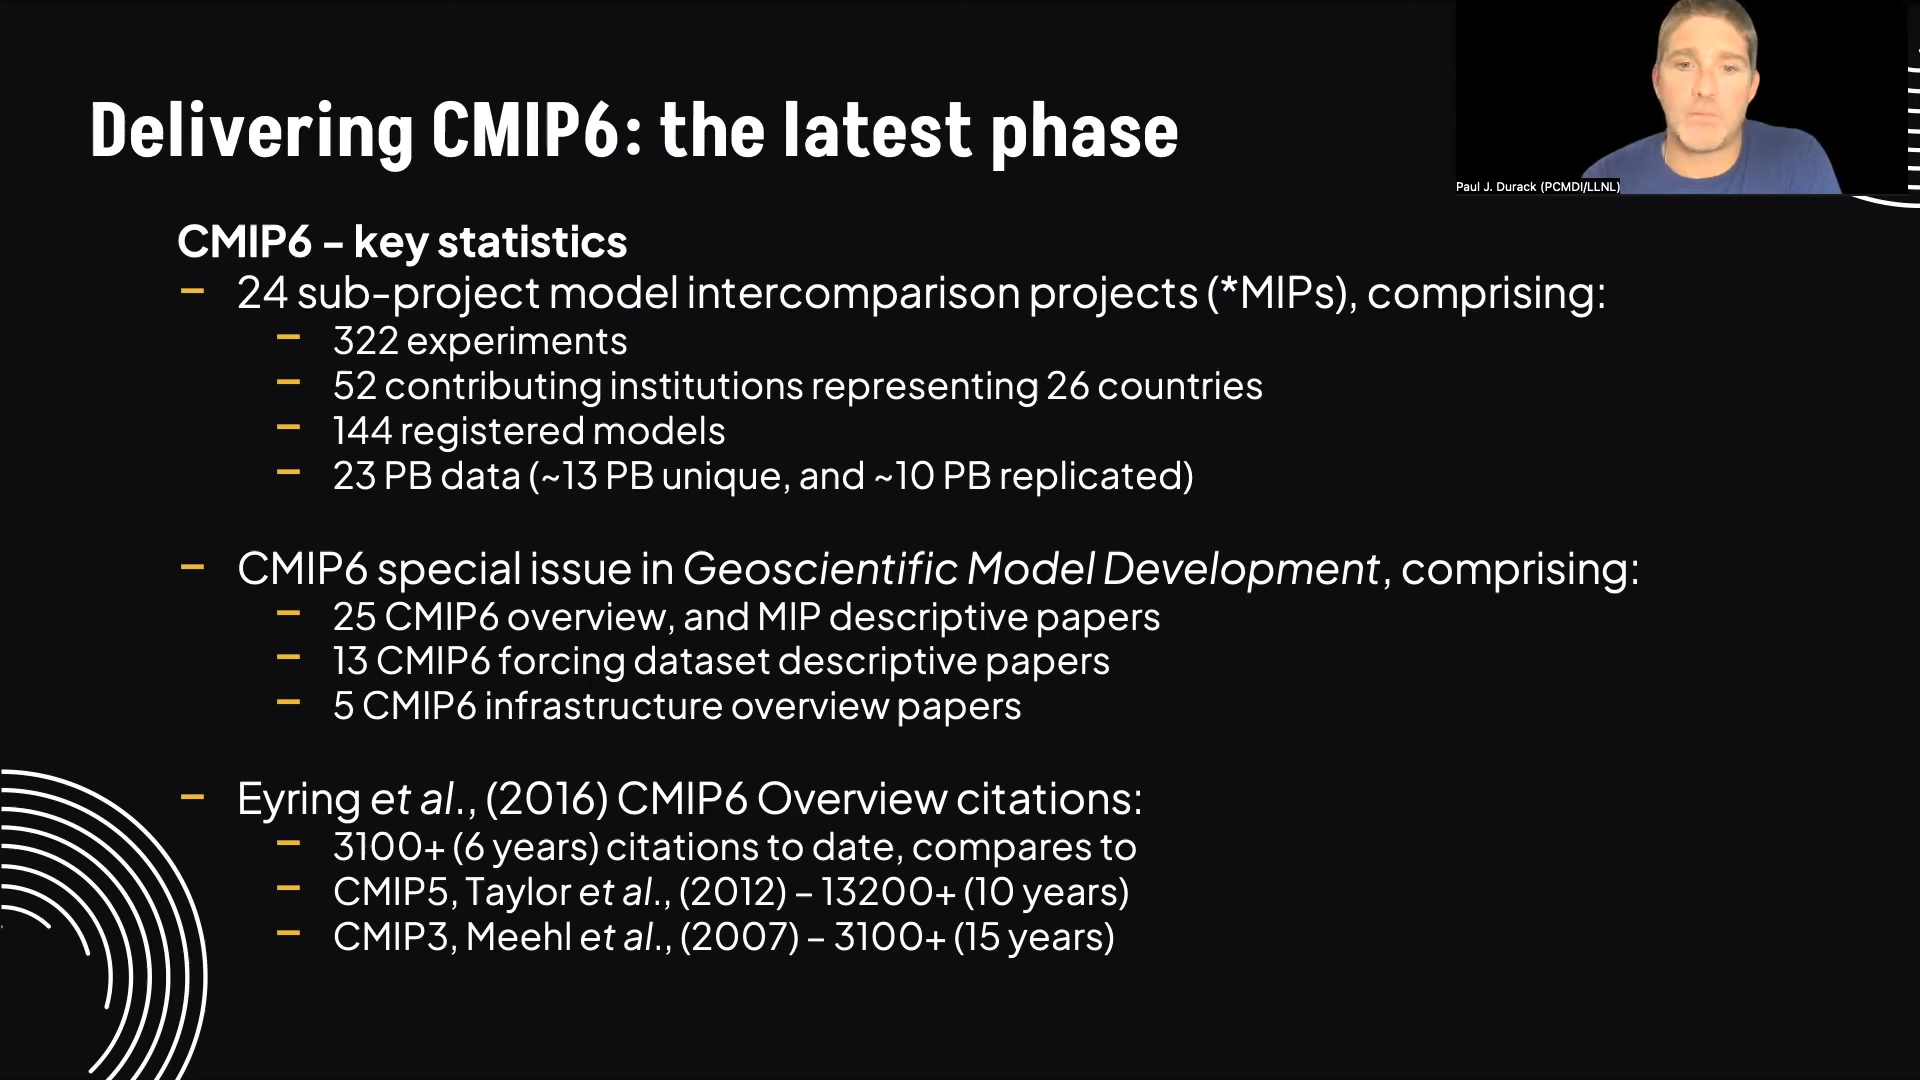 Delivering CMIP6: the latest phase
Paul J. Durack (PCMDI/LLNL)
CMIP6 – key statistics
– 24 sub-project model intercomparison projects (*MIPs), comprising:
– 322 experiments
– 52 contributing institutions representing 26 countries
– 144 registered models
– 23 PB data (~13 PB unique, and ~10 PB replicated)
– CMIP6 special issue in Geoscientific Model Development, comprising:
– 25 CMIP6 overview, and MIP descriptive papers
– 13 CMIP6 forcing dataset descriptive papers
– 5 CMIP6 infrastructure overview papers
– Eyring et al., (2016) CMIP6 Overview citations:
– 3100+ (6 years) citations to date, compares to
– CMIP5, Taylor et al., (2012) – 13200+ (10 years)
– CMIP3, Meehl et al., (2007) – 3100+ (15 years)